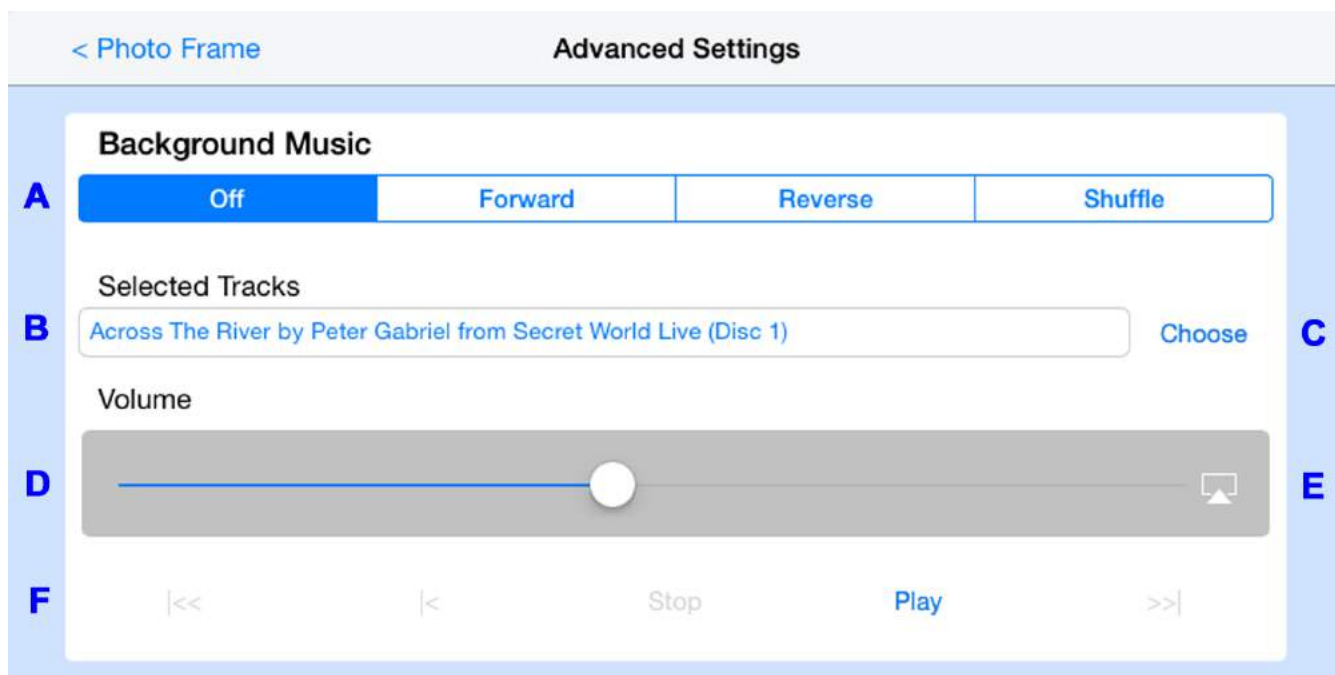 < Photo Frame Advanced Settings
Background Music
A Off Forward Reverse Shuffle
Selected Tracks
B Across The River by Peter Gabriel from Secret World Live (Disc 1) Choose C
Volume
D E
F |<< |< Stop Play >>|